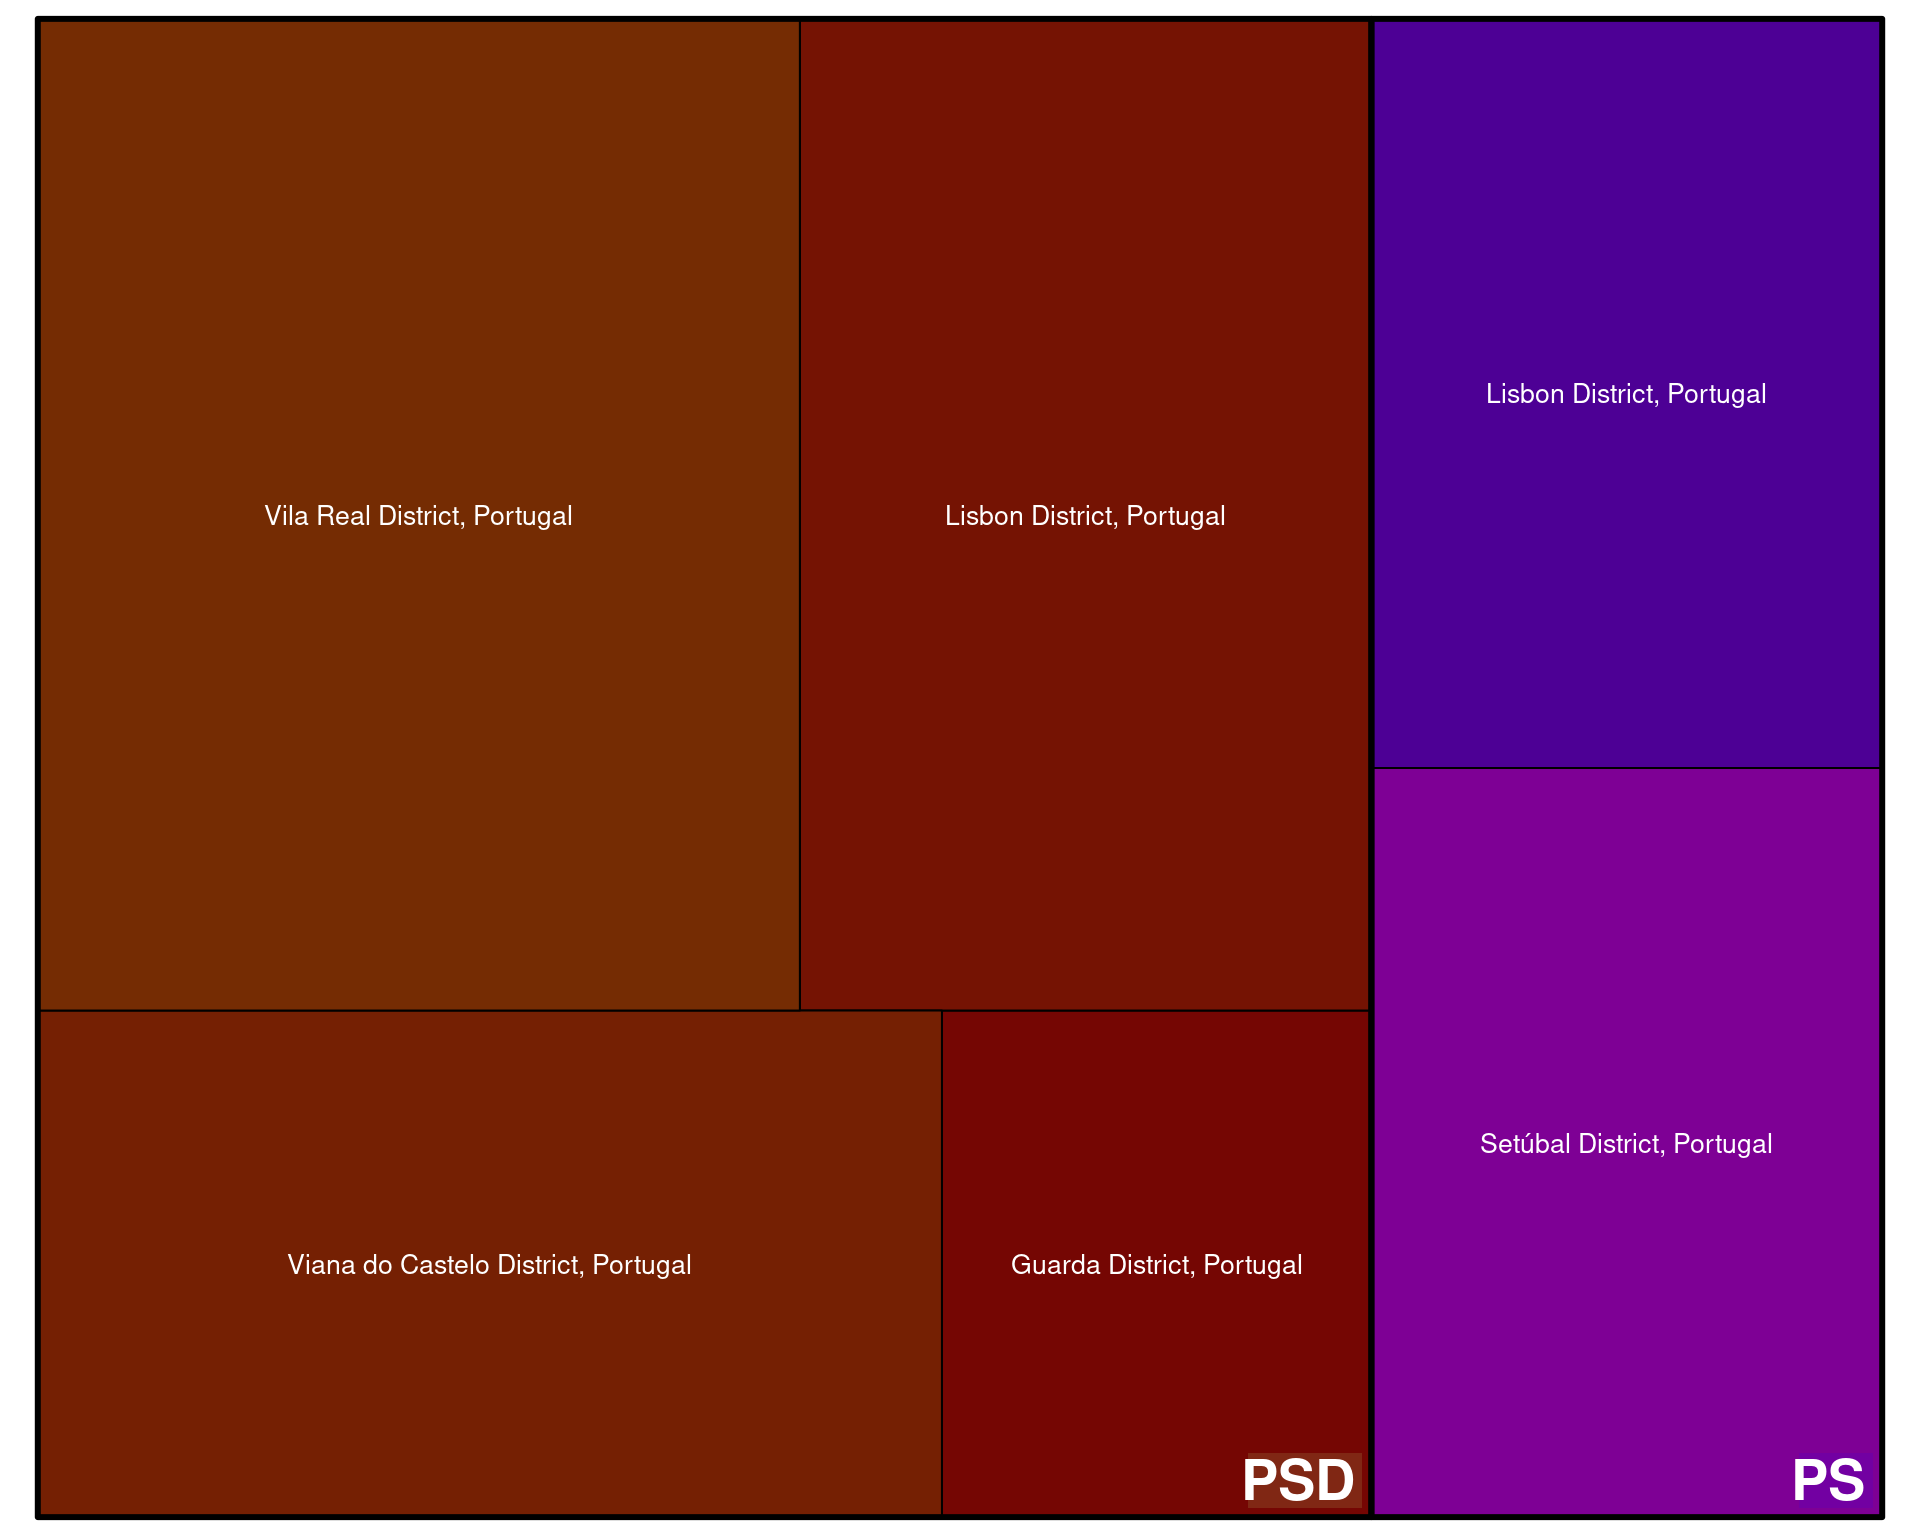 Vila Real District, Portugal
Lisbon District, Portugal
Viana do Castelo District, Portugal
Guarda District, Portugal
PSD
Lisbon District, Portugal
Setúbal District, Portugal
PS